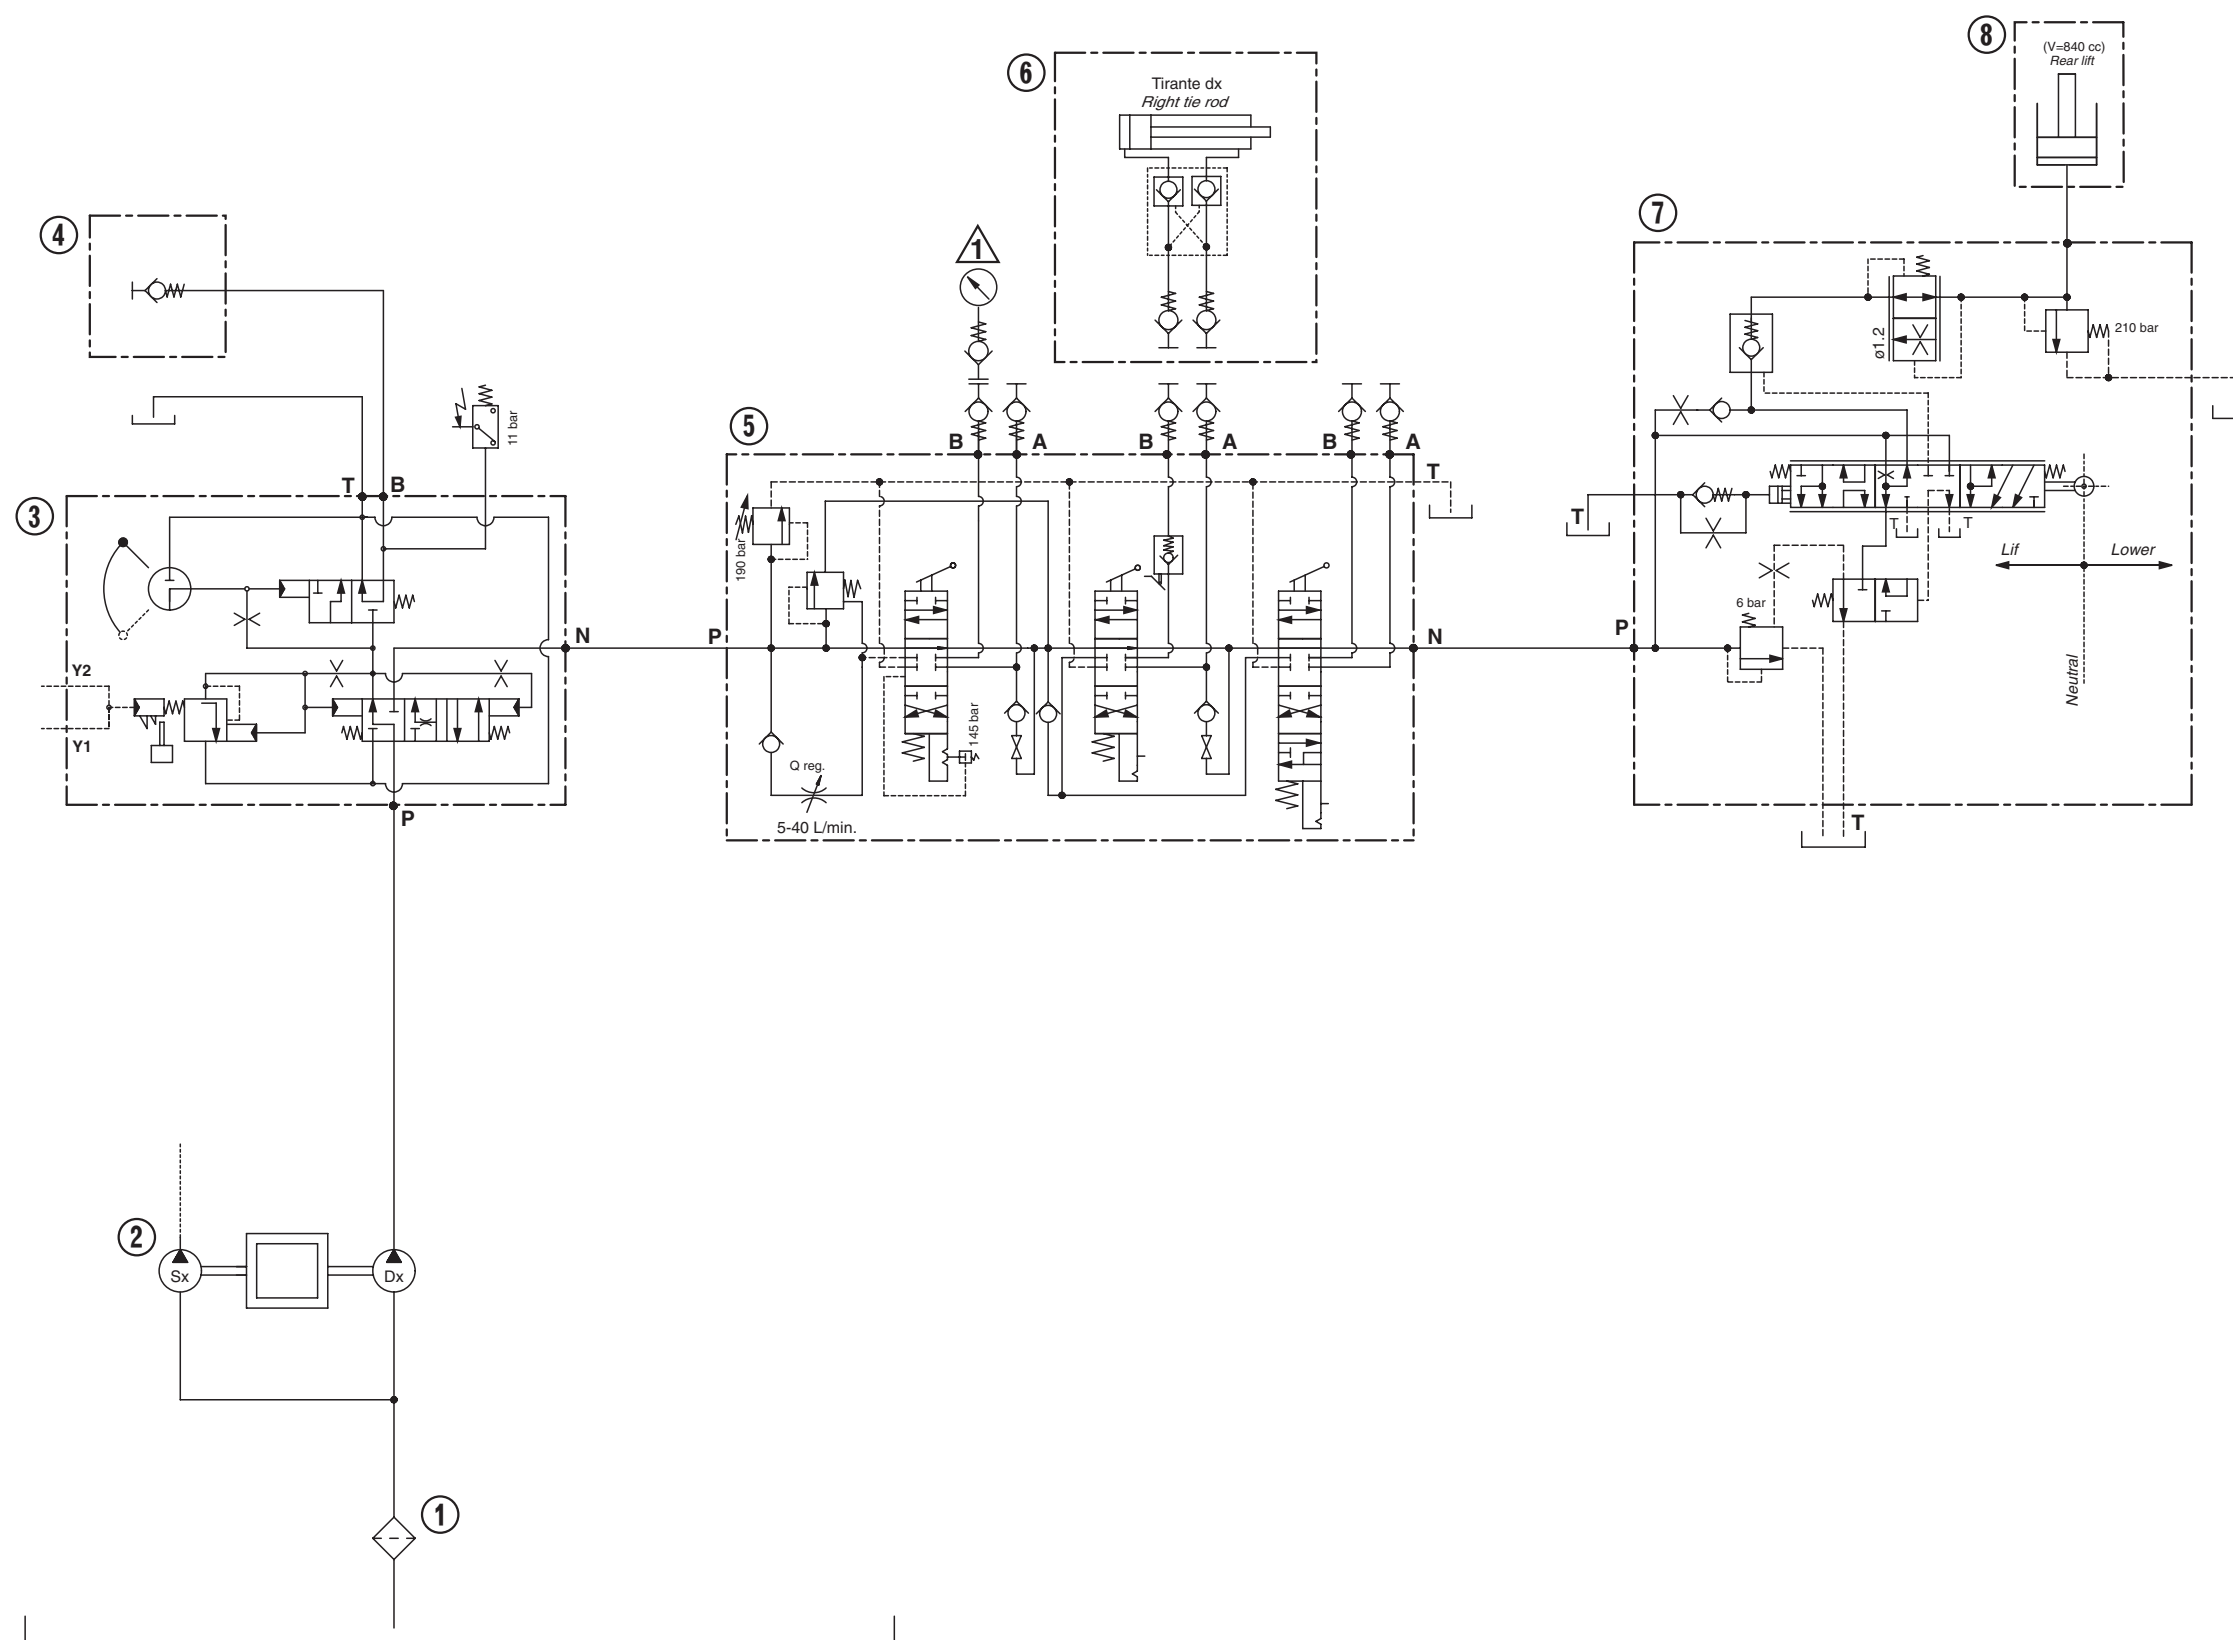 8
(V=840 cc)
Rear lift
6
Tirante dx
Right tie rod
7
4
1
ø1.2
210 bar
5
11 bar
B
A
B
A
B
A
T
T
B
3
T
190 bar
T
T
Lif
Lower
6 bar
N
P
N
P
Y2
Neutral
Y1
145 bar
Q reg.
5-40 L/min.
P
T
2
Sx
Dx
1